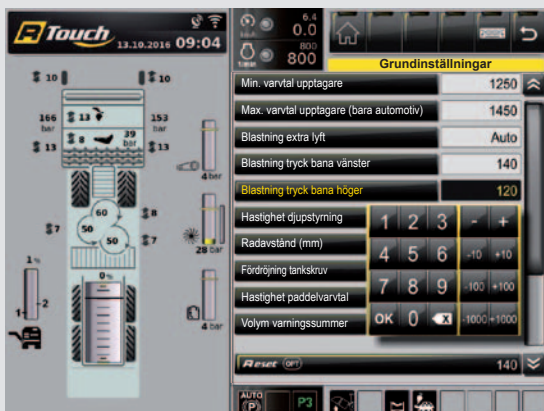 R-Touch
13.10.2016 09:04
10
10
166
bar
13
153
bar
13
8
39
bar
13
4 bar
60
50
50
8
7
7
28 bar
0 %
1 %
1
2
4 bar
6.4
0.0
800
800
Grundinställningar
Min. varvtal upptagare 1250
Max. varvtal upptagare (bara automotiv) 1450
Blastning extra lyft Auto
Blastning tryck bana vänster 140
Blastning tryck bana höger 120
Hastighet djupstyrning
Radavstånd (mm)
Fördröjning tankskruv
Hastighet paddelvarvtal
Volym varningssummer
1 2 3 - +
4 5 6 -10 +10
7 8 9 -100 +100
OK 0 -1000 +1000
Reset OPT 140
AUTO
P
P3